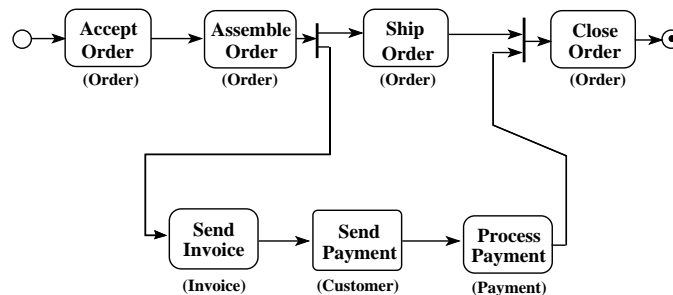 Accept
Order
(Order)
Assemble
Order
(Order)
Ship
Order
(Order)
Close
Order
(Order)
Send
Invoice
(Invoice)
Send
Payment
(Customer)
Process
Payment
(Payment)